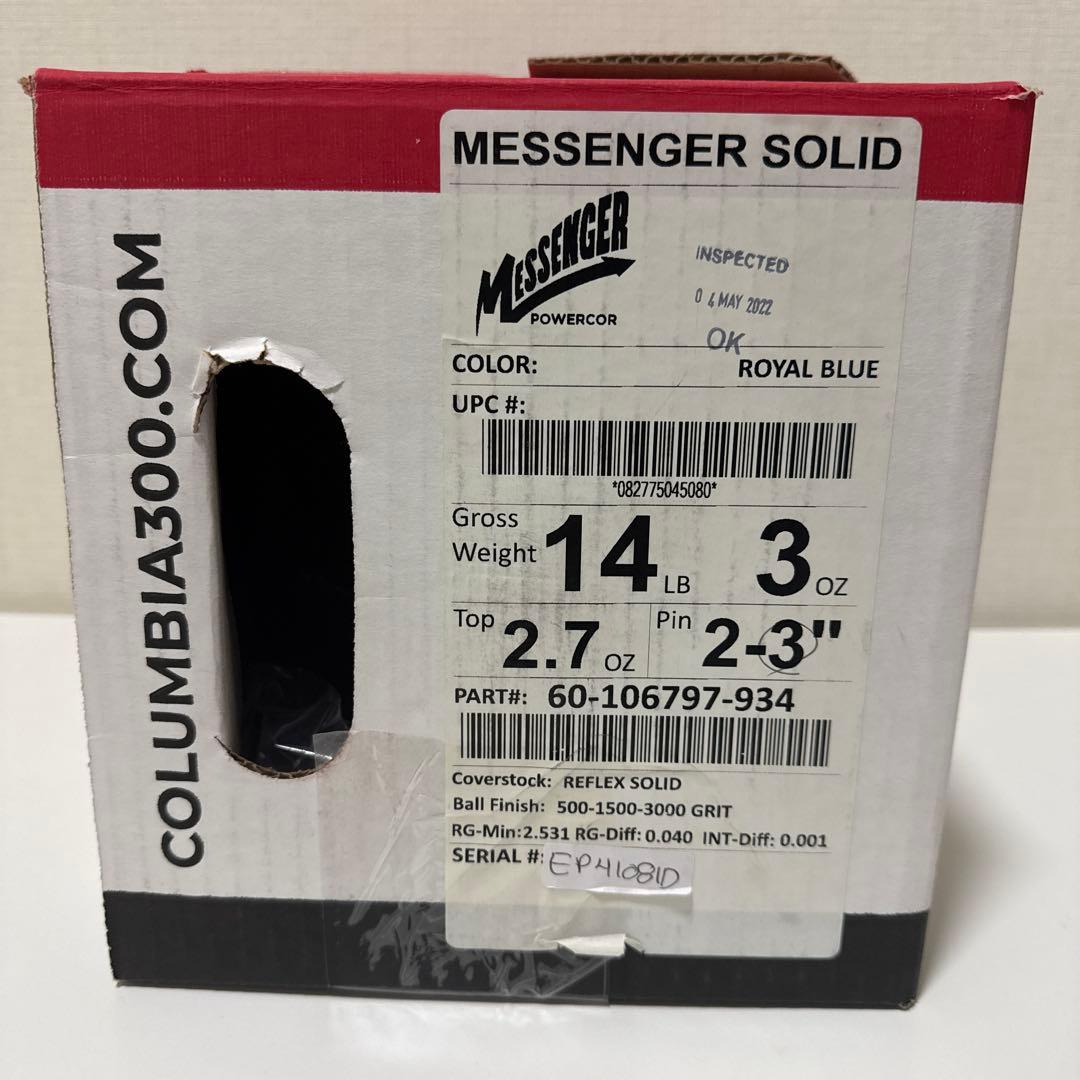 COLUMBIA300.COM
MESSENGER SOLID
MESSENGER
POWERCOR
INSPECTED
0 4 MAY 2022
OK
COLOR: ROYAL BLUE
UPC #:
*082775045080*
Gross Weight 14 LB 3 OZ
Top 2.7 OZ Pin 2-3"
PART#: 60-106797-934
Coverstock: REFLEX SOLID
Ball Finish: 500-1500-3000 GRIT
RG-Min:2.531 RG-Diff: 0.040 INT-Diff: 0.001
SERIAL #: EP41081D